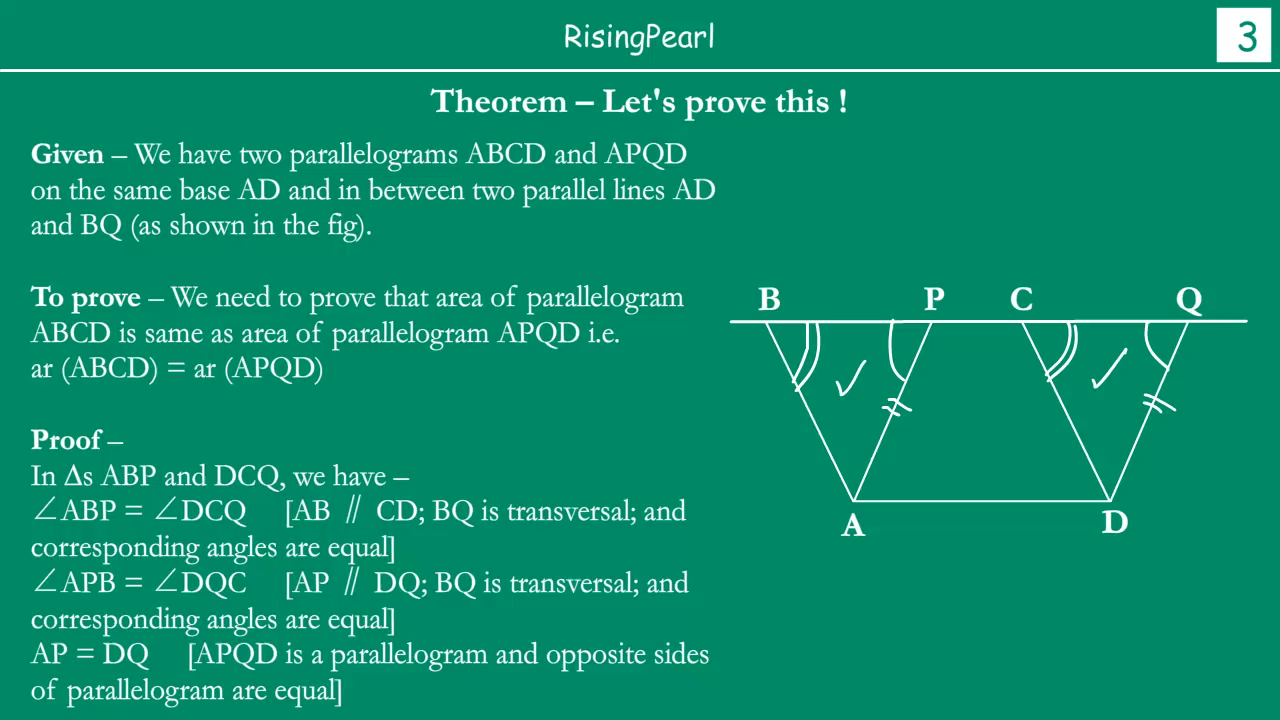 RisingPearl
3
Theorem – Let's prove this !
Given – We have two parallelograms ABCD and APQD
on the same base AD and in between two parallel lines AD
and BQ (as shown in the fig).
To prove – We need to prove that area of parallelogram
ABCD is same as area of parallelogram APQD i.e.
ar (ABCD) = ar (APQD)
Proof –
In Δs ABP and DCQ, we have –
∠ABP = ∠DCQ [AB ∥ CD; BQ is transversal; and
corresponding angles are equal]
∠APB = ∠DQC [AP ∥ DQ; BQ is transversal; and
corresponding angles are equal]
AP = DQ [APQD is a parallelogram and opposite sides
of parallelogram are equal]
B P C Q
A D